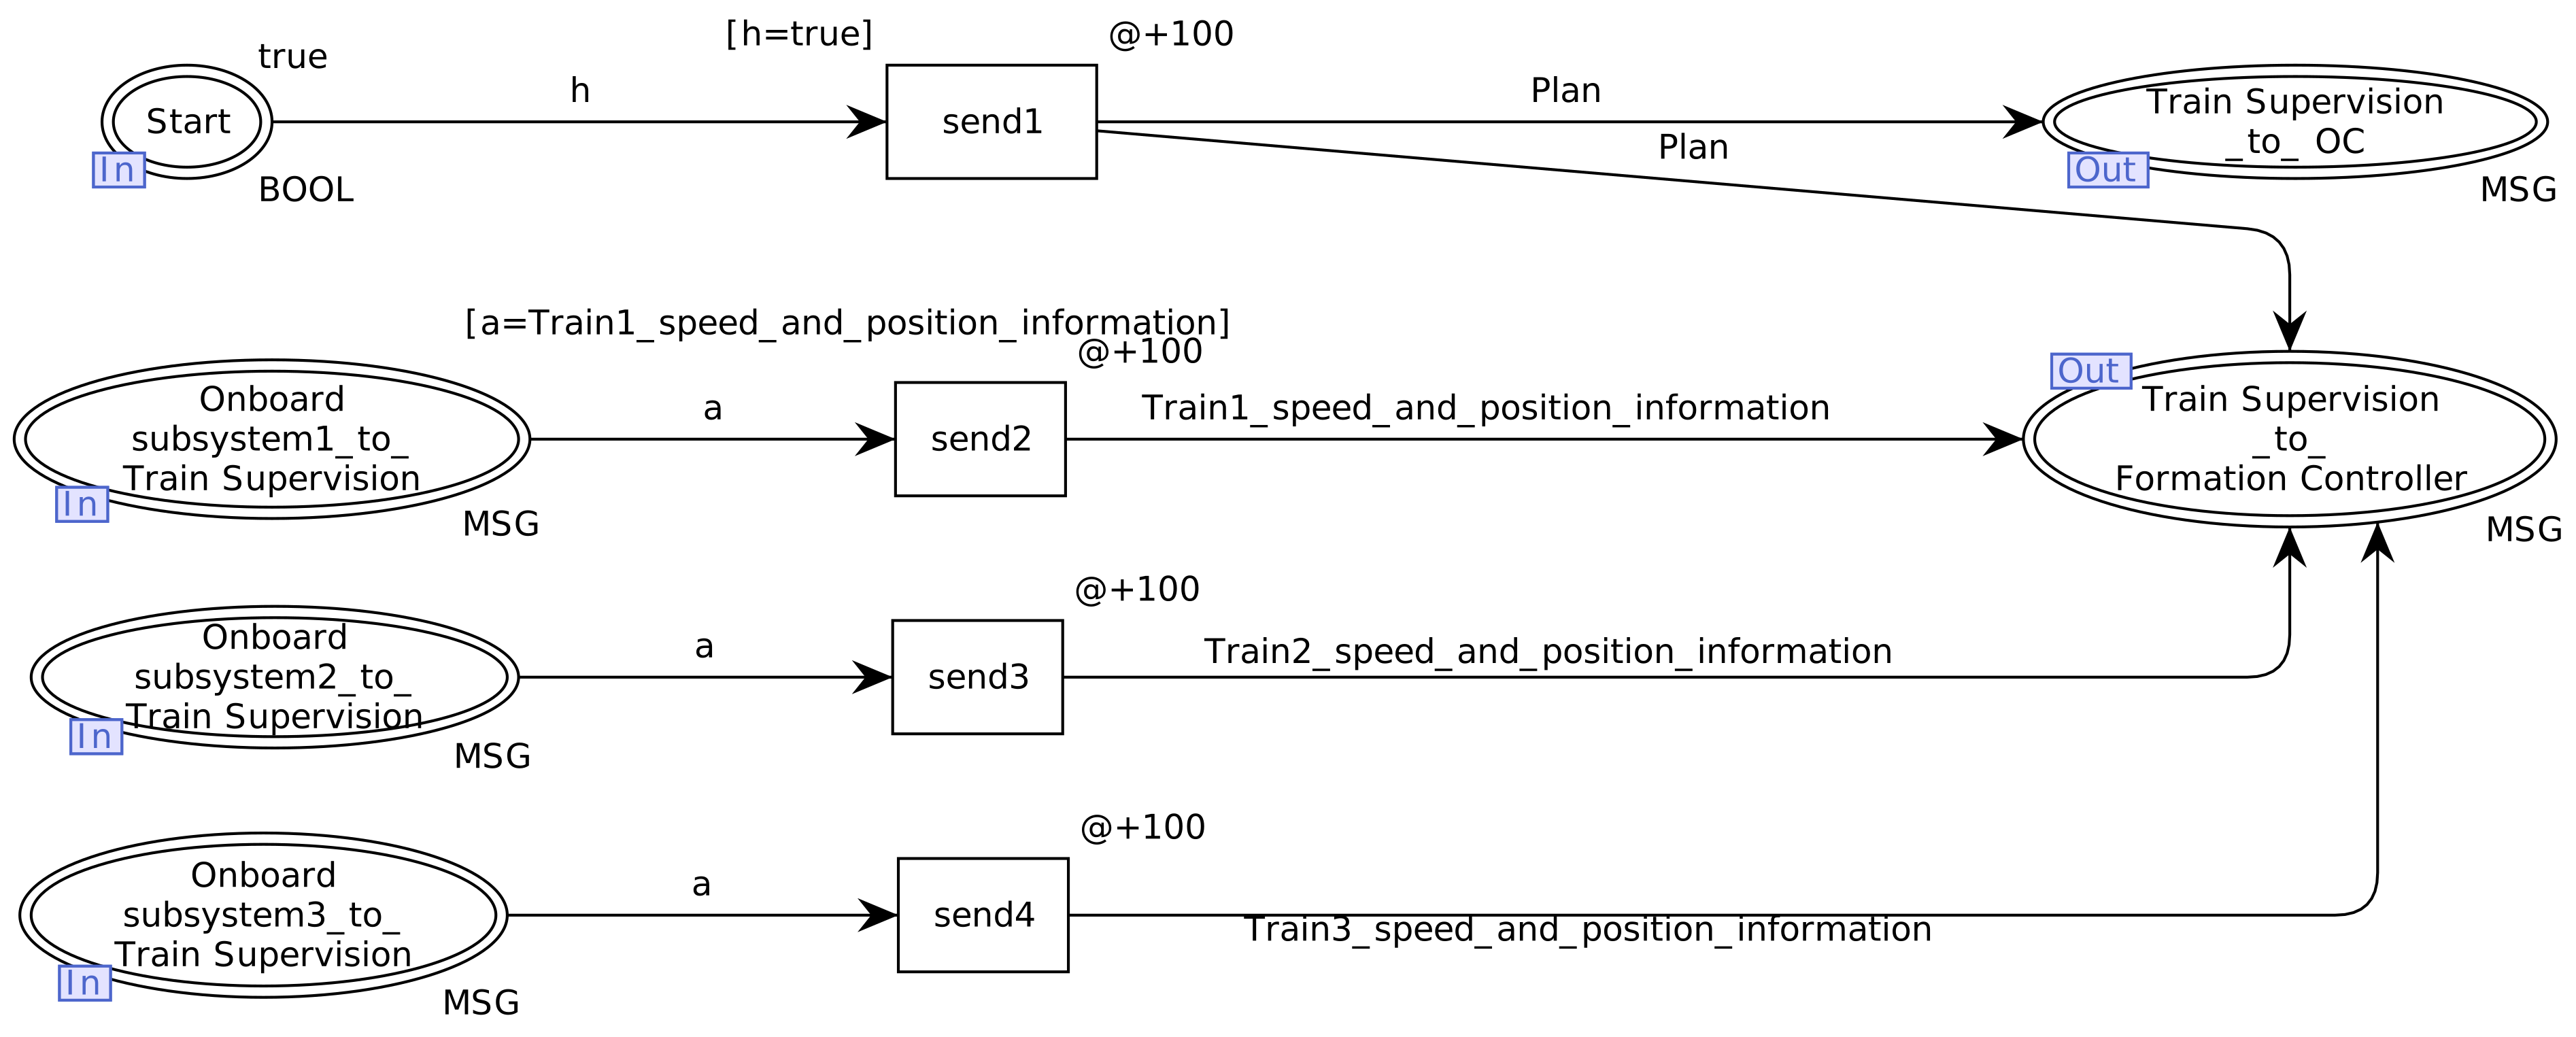 [h=true]
@+100
true
h
Plan
Start
send1
Train Supervision
_to_ OC
Plan
In
Out
BOOL
MSG
[a=Train1_speed_and_position_information]
@+100
Out
Onboard
subsystem1_to_
Train Supervision
a
send2
Train1_speed_and_position_information
Train Supervision
_to_
Formation Controller
In
MSG
MSG
@+100
Onboard
subsystem2_to_
Train Supervision
a
send3
Train2_speed_and_position_information
In
MSG
@+100
Onboard
subsystem3_to_
Train Supervision
a
send4
Train3_speed_and_position_information
In
MSG